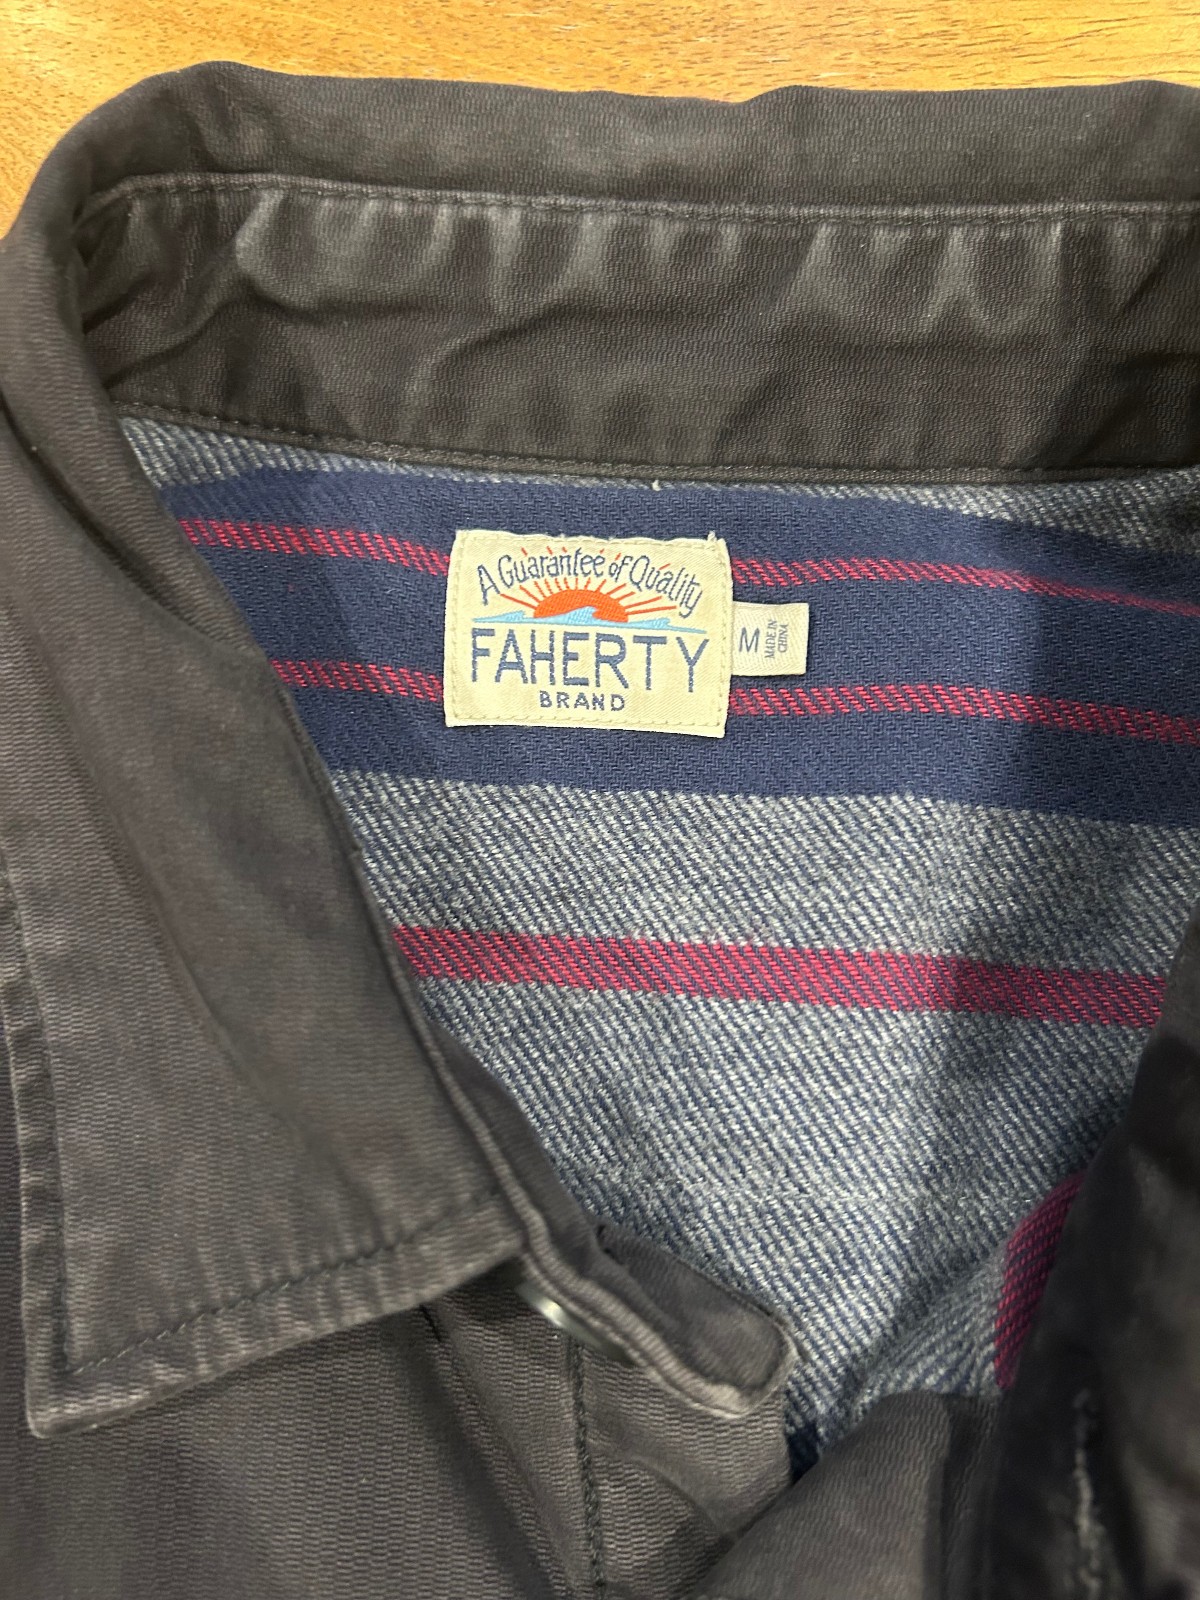 A Guarantee of Quality
FAHERTY
BRAND
M
MADE IN
CHINA